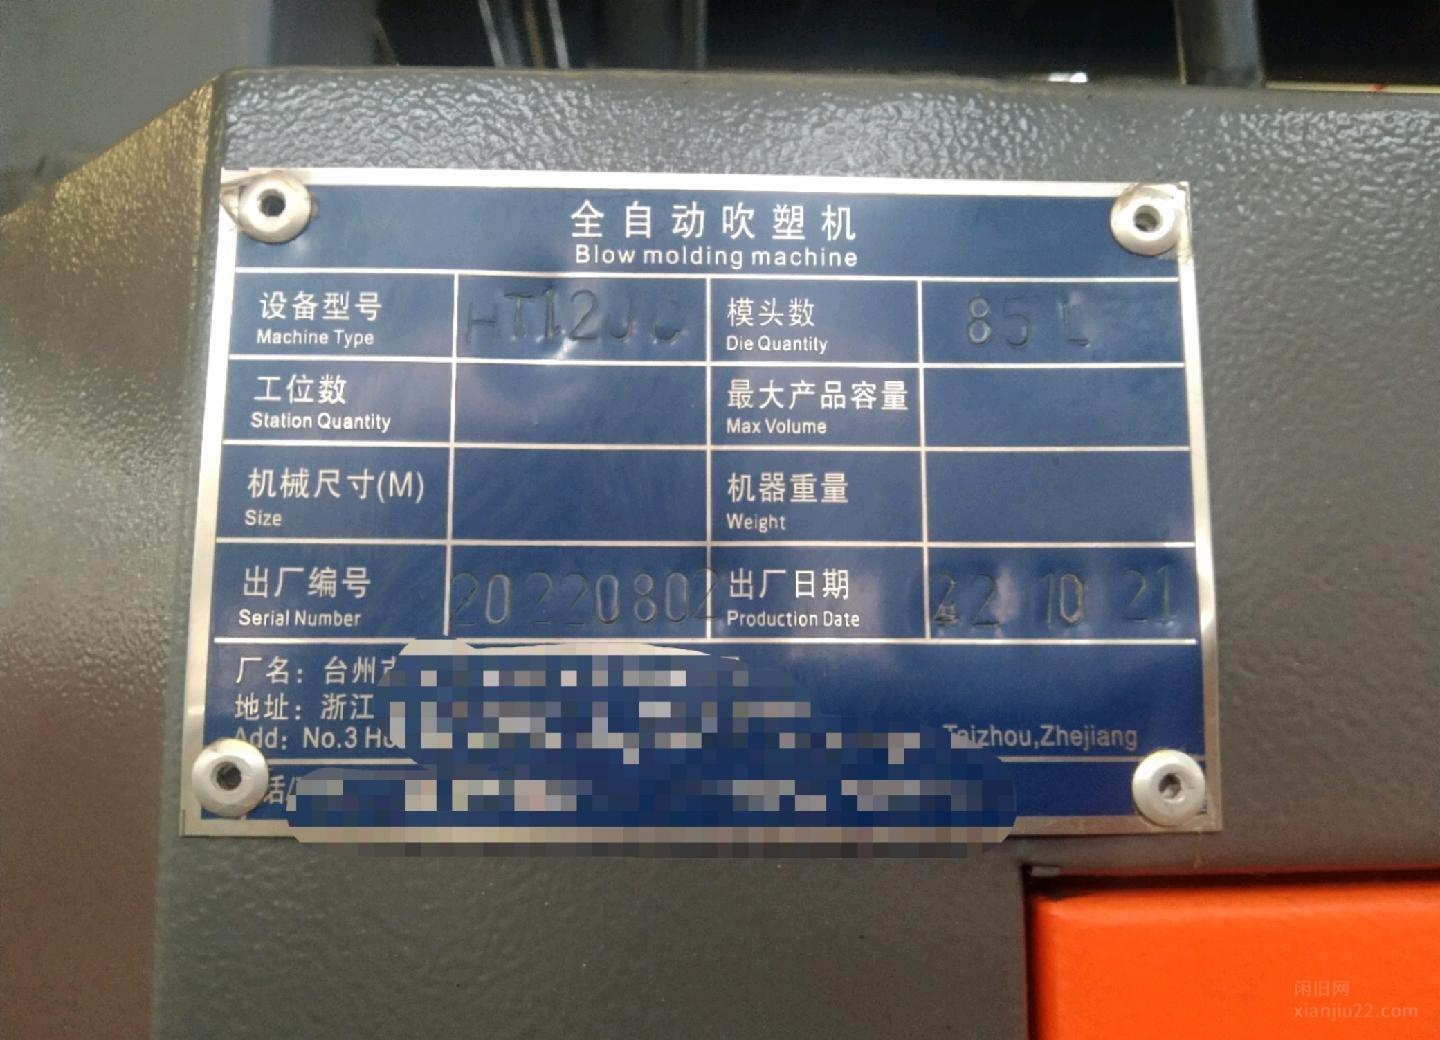 全自动吹塑机
Blow molding machine
设备型号 HT12JC 模头数 85 L
Machine Type Die Quantity
工位数 最大产品容量
Station Quantity Max Volume
机械尺寸(M) 机器重量
Size Weight
出厂编号 20220802 出厂日期 22 10 21
Serial Number Production Date
厂名：台州
地址：浙江
Add: No.3 Taizhou,Zhejiang
话
闲旧网
xianjiu22.com